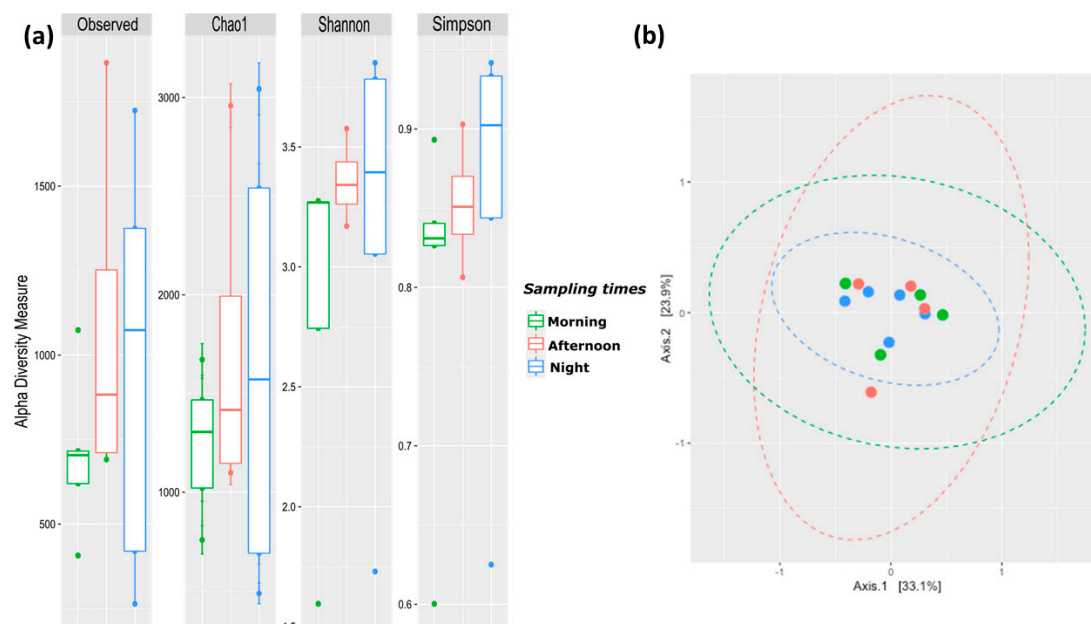 (a)
Observed
Chao1
Shannon
Simpson
(b)
Alpha Diversity Measure
1500
1000
500
3000
2000
1000
3.5
3.0
2.5
2.0
1.5
0.9
0.8
0.7
0.6
Sampling times
Morning
Afternoon
Night
Axis.2 [23.9%]
1
0
-1
-1
0
1
Axis.1 [33.1%]